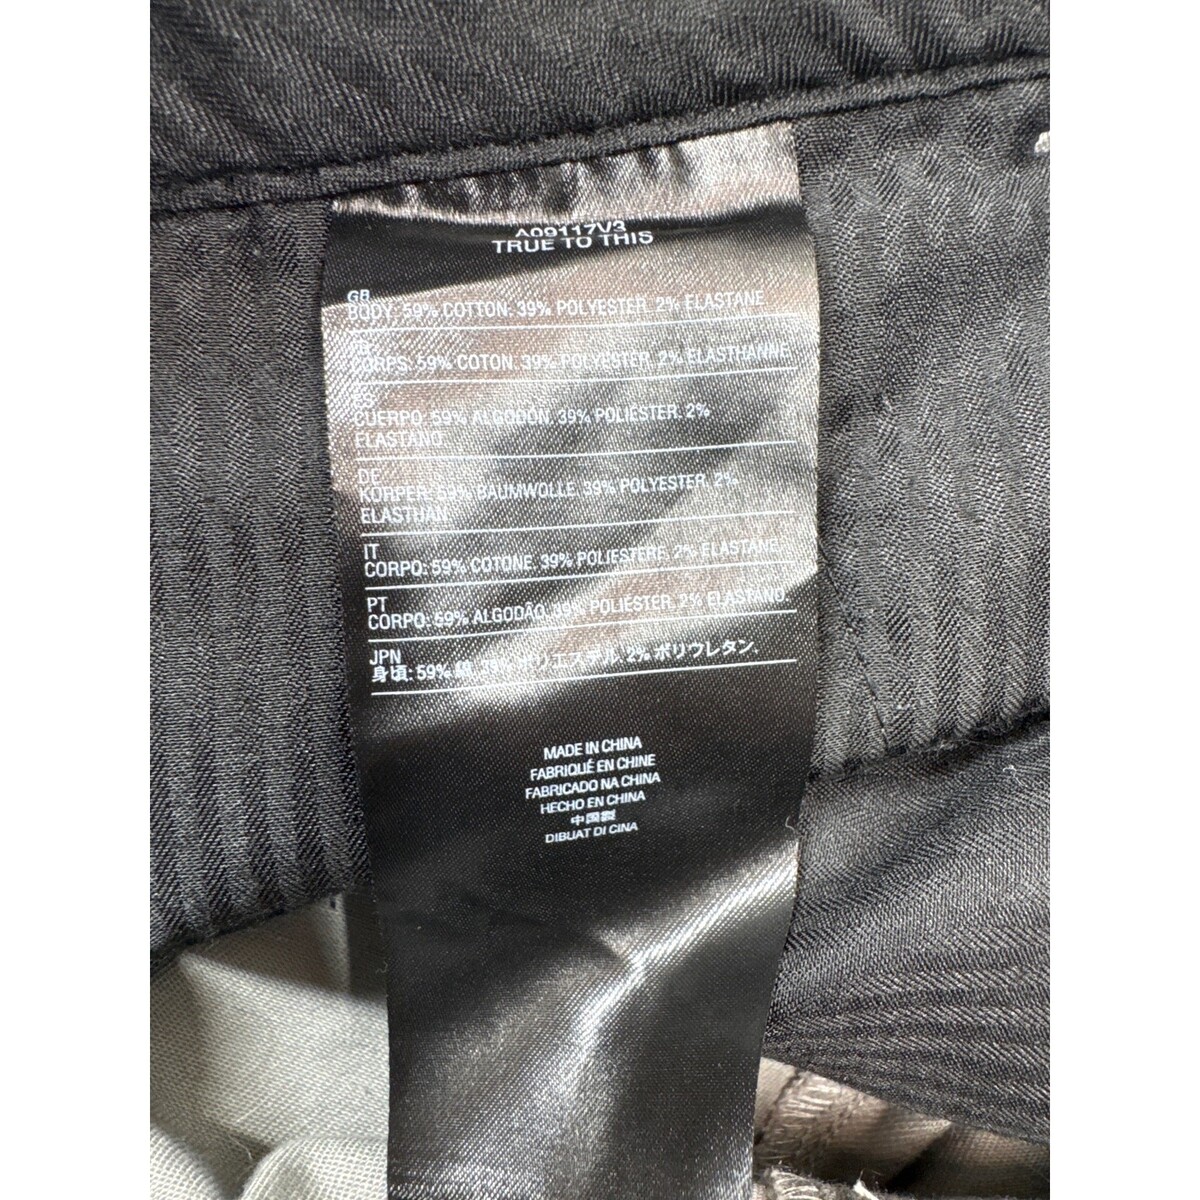 A09117V3
TRUE TO THIS
GB
BODY: 59% COTTON. 39% POLYESTER. 2% ELASTANE
CORPS: 59% COTON. 39% POLYESTER. 2% ELASTHANNE
ES
CUERPO: 59% ALGODÓN. 39% POLIESTER. 2%
ELASTANO
DE
KÖRPER: 59% BAUMWOLLE. 39% POLYESTER. 2%
ELASTHAN
IT
CORPO: 59% COTONE. 39% POLIESTERE. 2% ELASTANE
PT
CORPO: 59% ALGODÃO. 39% POLIÉSTER. 2% ELASTANO
JPN
身頃: 59% 綿. 39% ポリエステル. 2% ポリウレタン.
MADE IN CHINA
FABRIQUÉ EN CHINE
FABRICADO NA CHINA
HECHO EN CHINA
中国製
DIBUAT DI CINA